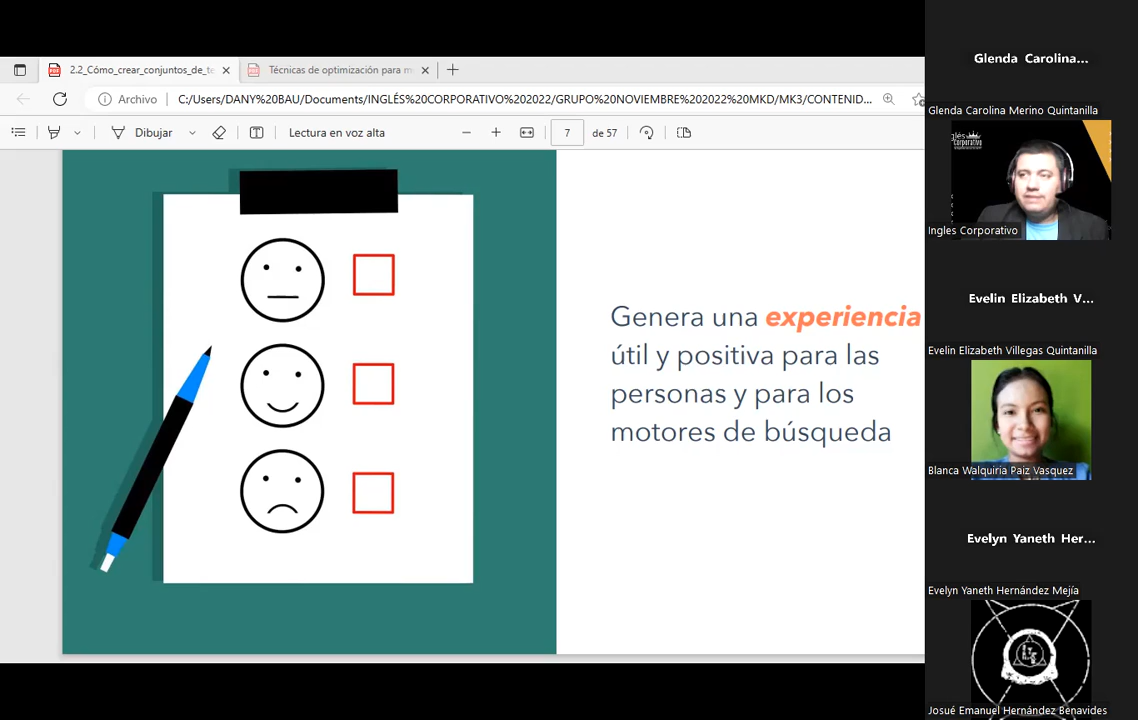 2.2_Cómo_crear_conjuntos_de_te
Técnicas de optimización para m
Archivo
C:/Users/DANY%20BAU/Documents/INGLÉS%20CORPORATIVO%202022/GRUPO%20NOVIEMBRE%202022%20MKD/MK3/CONTENID...
Dibujar
Lectura en voz alta
7
de 57
Genera una experiencia
útil y positiva para las
personas y para los
motores de búsqueda
Glenda Carolina...
Glenda Carolina Merino Quintanilla
Ingles Corporativo
Evelin Elizabeth V...
Evelin Elizabeth Villegas Quintanilla
Blanca Walquiria Paiz Vasquez
Evelyn Yaneth Her...
Evelyn Yaneth Hernández Mejía
Josué Emanuel Hernández Benavides